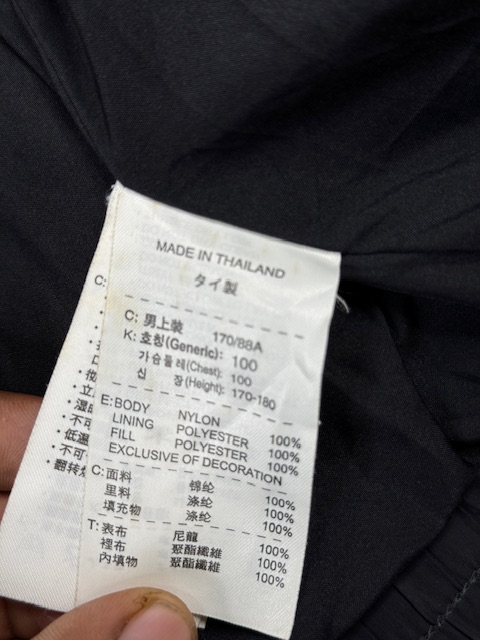 MADE IN THAILAND
タイ製
C: 男上装 170/88A
K: 호칭(Generic): 100
가슴둘레(Chest): 100
신 장(Height): 170-180
E:BODY NYLON 100%
LINING POLYESTER 100%
FILL POLYESTER 100%
EXCLUSIVE OF DECORATION
C:面料 锦纶 100%
里料 涤纶 100%
填充物 涤纶 100%
T:表布 尼龍 100%
裡布 聚酯纖維 100%
內填物 聚酯纖維 100%
C: